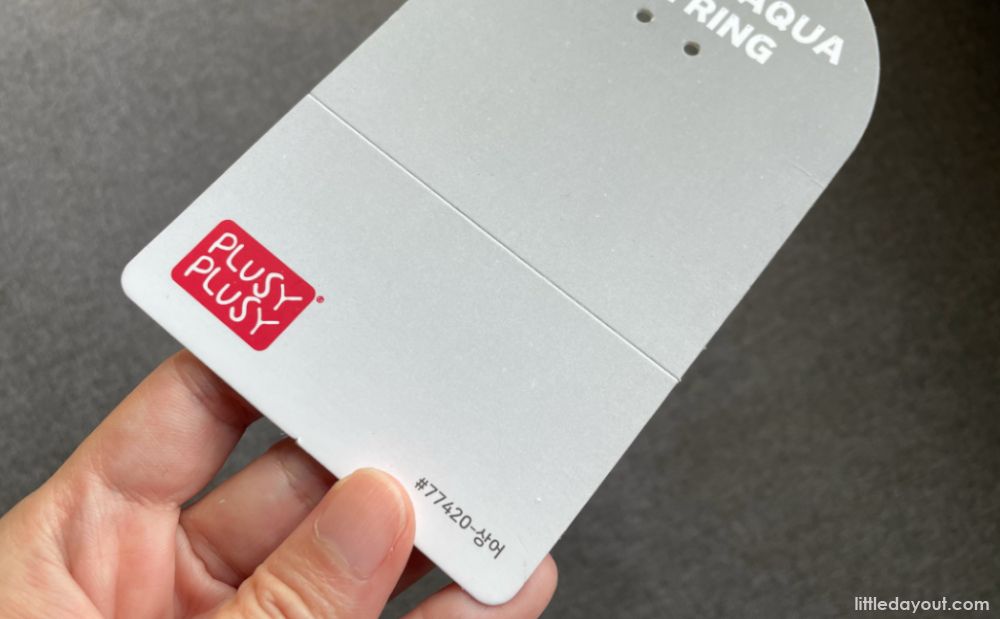 AQUA
RING
PLUSY
PLUSY
®
#77420-상어
littledayout.com